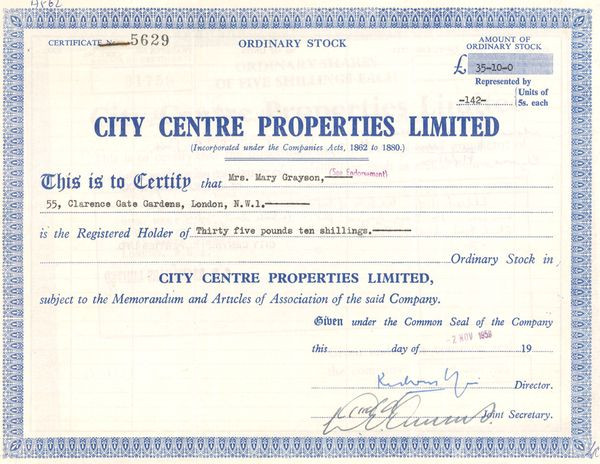 CERTIFICATE No. 5629
ORDINARY STOCK
AMOUNT OF
ORDINARY STOCK
£ 35-10-0
Represented by
-142- Units of
5s. each
CITY CENTRE PROPERTIES LIMITED
(Incorporated under the Companies Acts, 1862 to 1880.)
(See Endorsement)
This is to Certify that Mrs. Mary Grayson,
55, Clarence Gate Gardens, London, N.W.1.
is the Registered Holder of Thirty five pounds ten shillings.
Ordinary Stock in
CITY CENTRE PROPERTIES LIMITED,
subject to the Memorandum and Articles of Association of the said Company.
Given under the Common Seal of the Company
-2 NOV 1959
this day of 19
Director.
Joint Secretary.